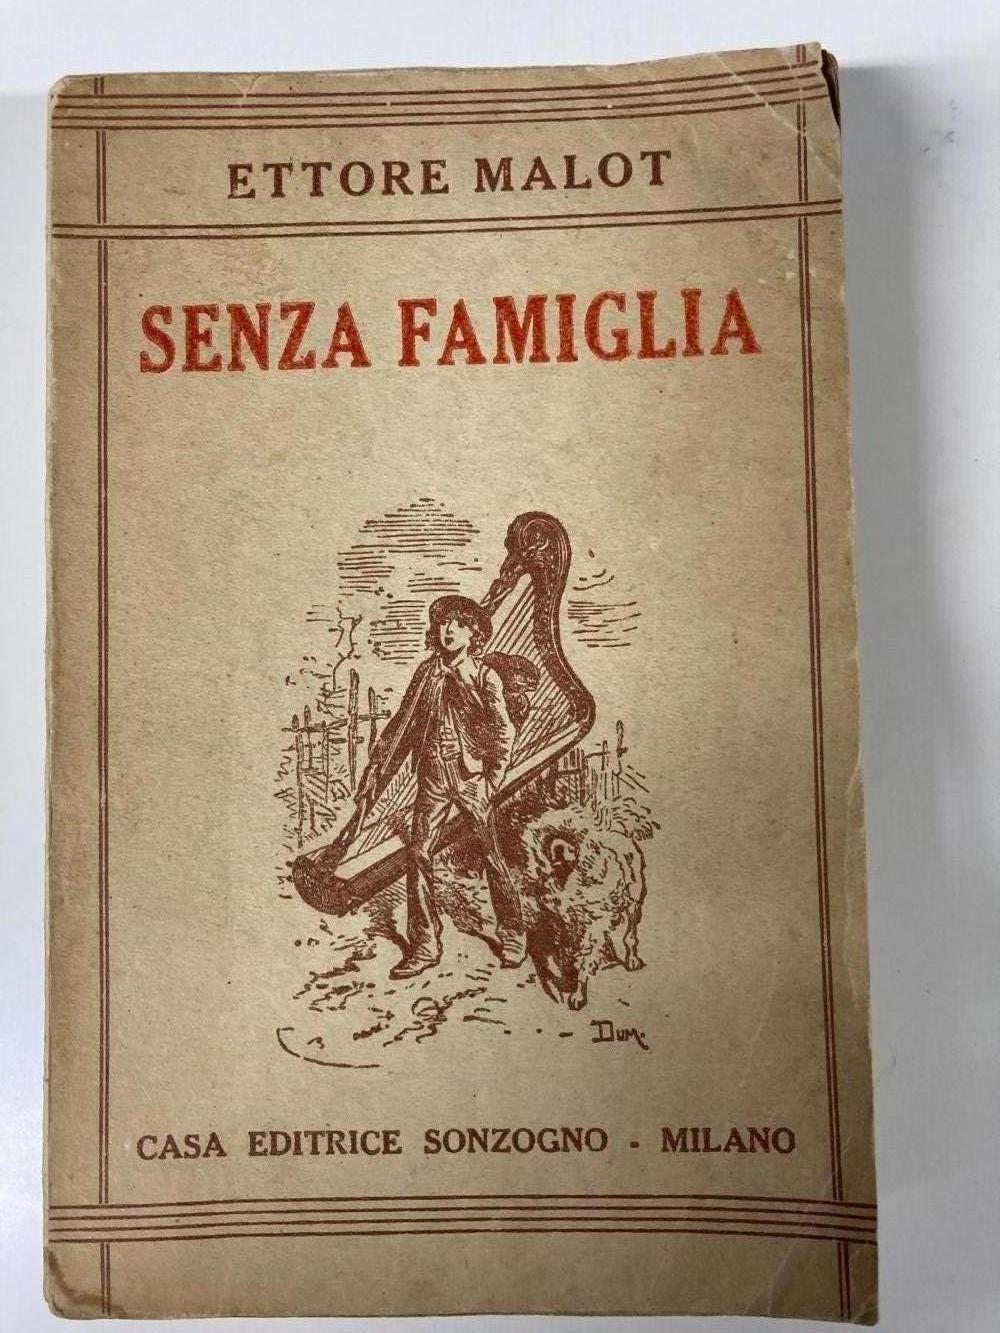 ETTORE MALOT
SENZA FAMIGLIA
DUM.
CASA EDITRICE SONZOGNO - MILANO